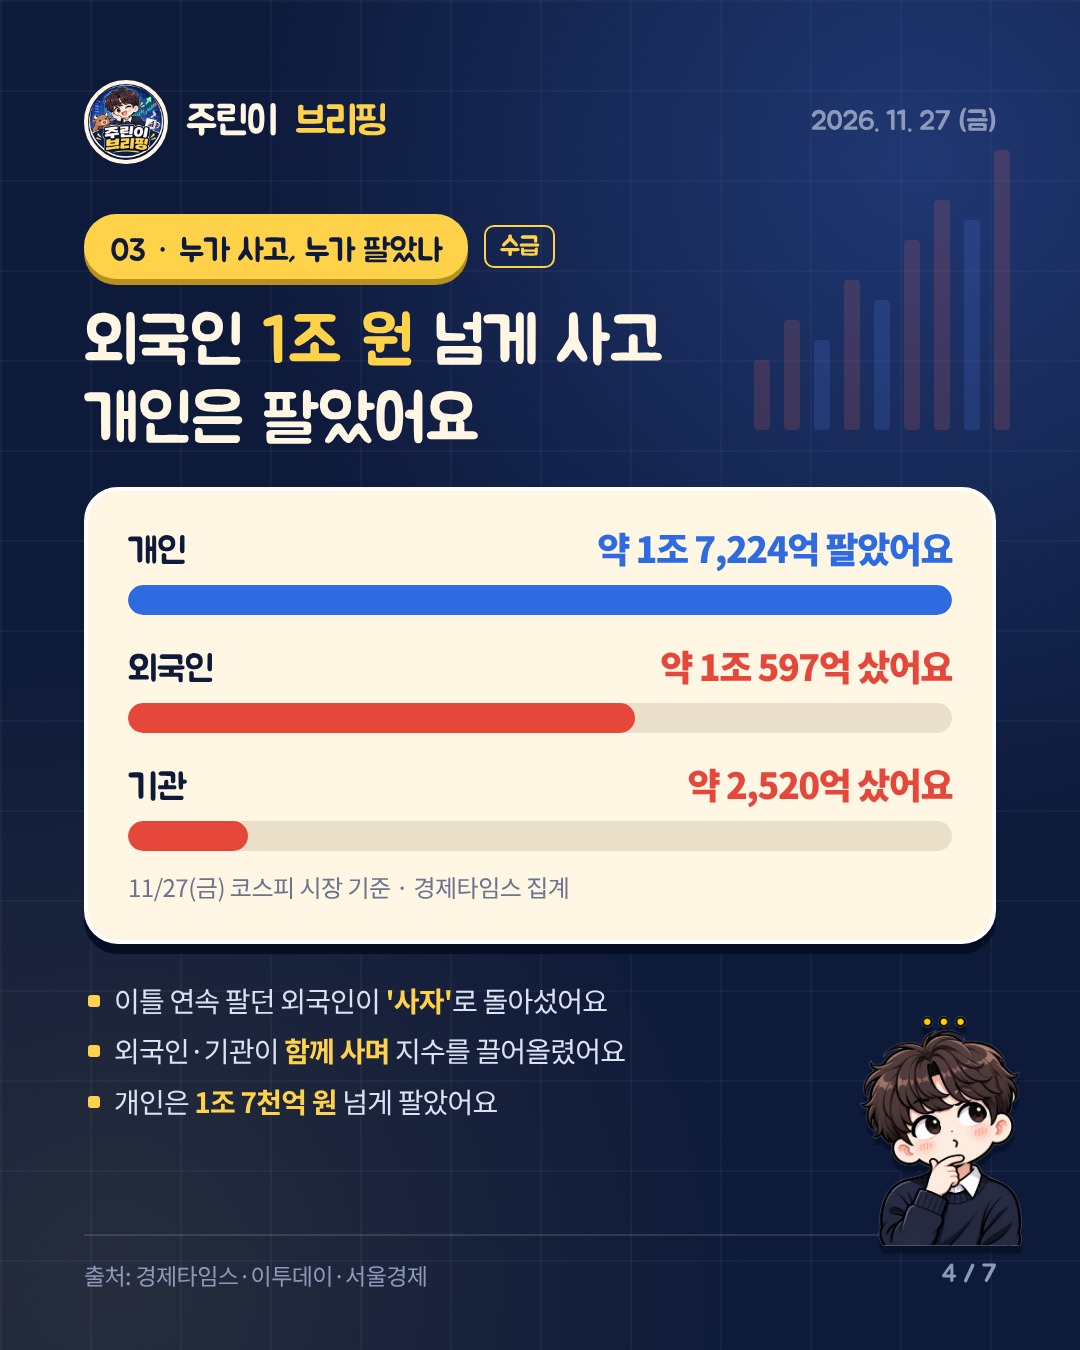 주린이 브리핑
주린이 브리핑
2026. 11. 27 (금)
03 · 누가 사고, 누가 팔았나
수급
외국인 1조 원 넘게 사고
개인은 팔았어요
개인
약 1조 7,224억 팔았어요
외국인
약 1조 597억 샀어요
기관
약 2,520억 샀어요
11/27(금) 코스피 시장 기준 · 경제타임스 집계
이틀 연속 팔던 외국인이 '사자'로 돌아섰어요
외국인·기관이 함께 사며 지수를 끌어올렸어요
개인은 1조 7천억 원 넘게 팔았어요
출처: 경제타임스·이투데이·서울경제
4 / 7